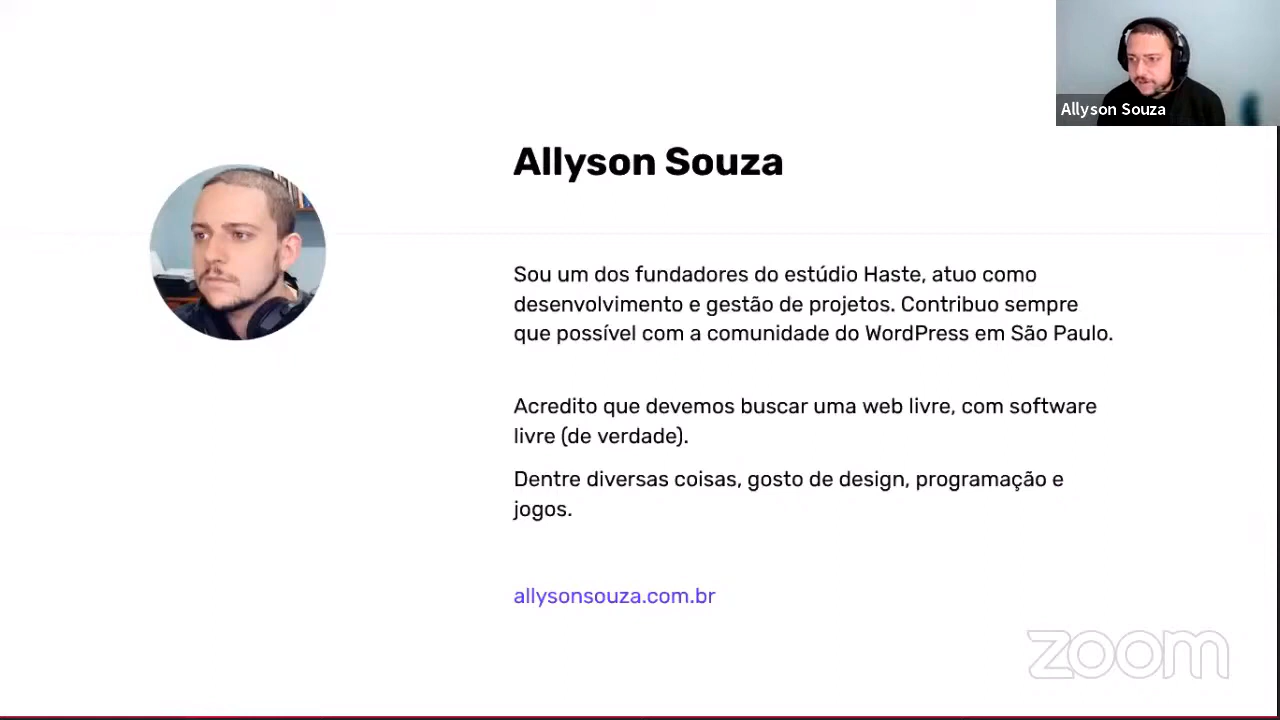 Allyson Souza
Allyson Souza
Sou um dos fundadores do estúdio Haste, atuo como
desenvolvimento e gestão de projetos. Contribuo sempre
que possível com a comunidade do WordPress em São Paulo.
Acredito que devemos buscar uma web livre, com software
livre (de verdade).
Dentre diversas coisas, gosto de design, programação e
jogos.
allysonsouza.com.br
zoom